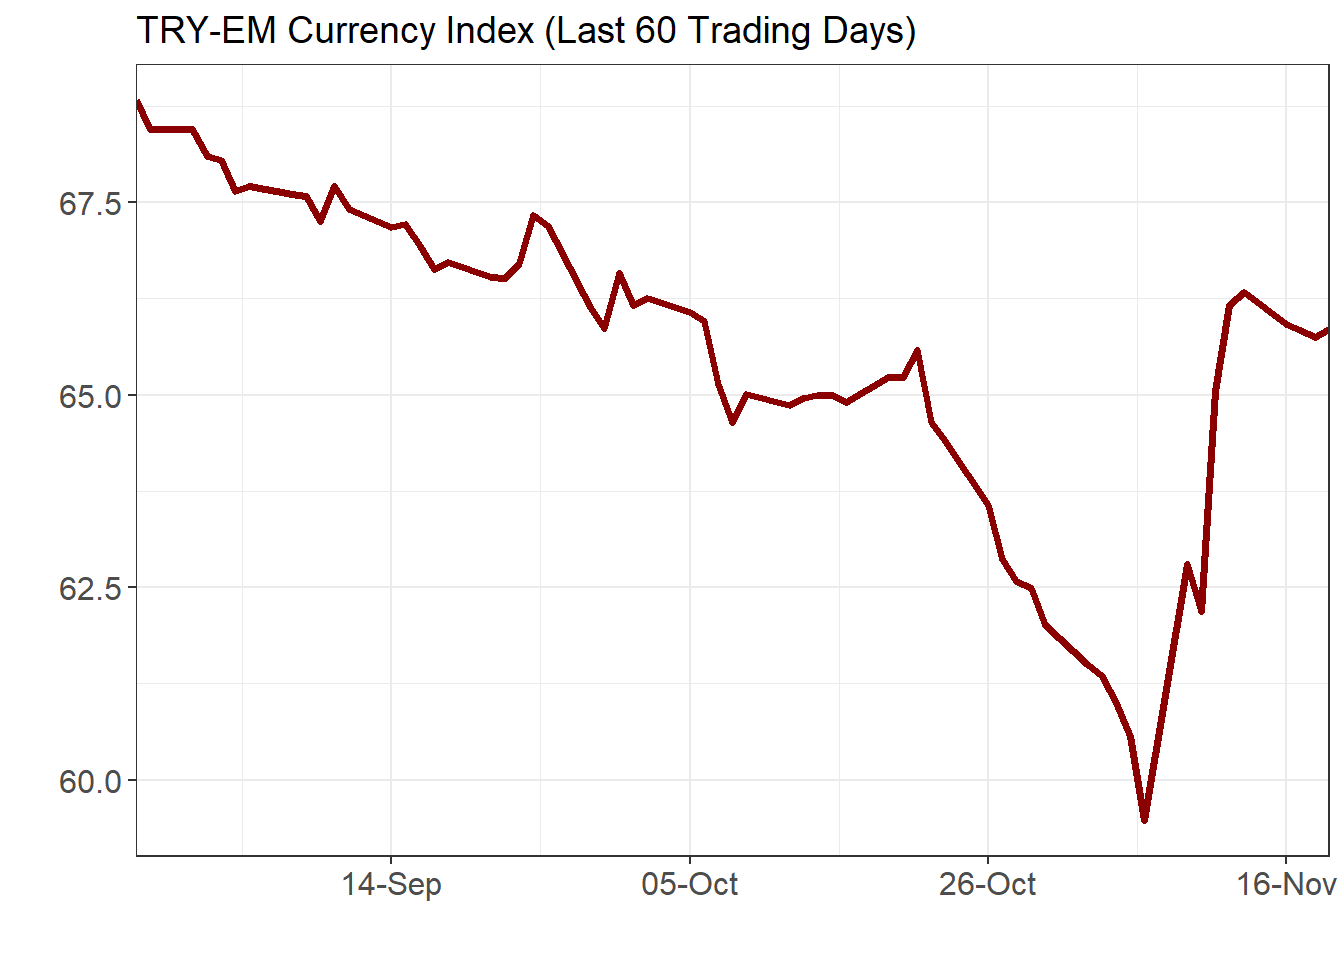 TRY-EM Currency Index (Last 60 Trading Days)
67.5
65.0
62.5
60.0
14-Sep 05-Oct 26-Oct 16-Nov